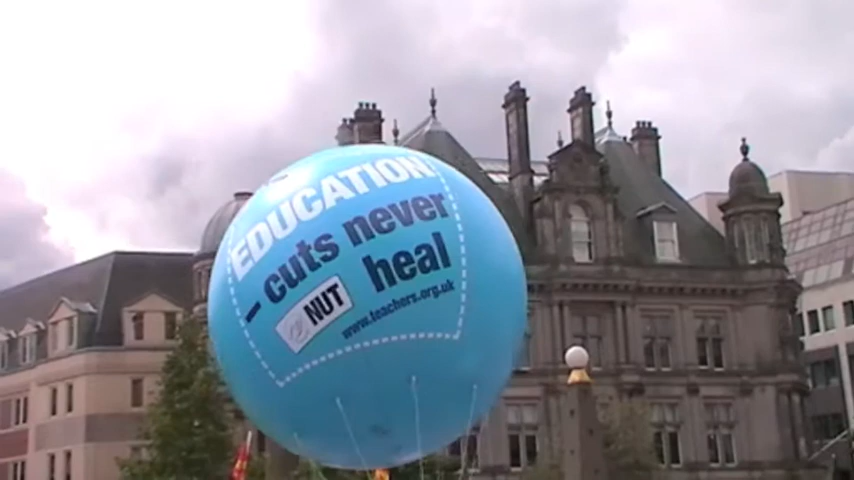 EDUCATION
– cuts never
heal
NUT
www.teachers.org.uk